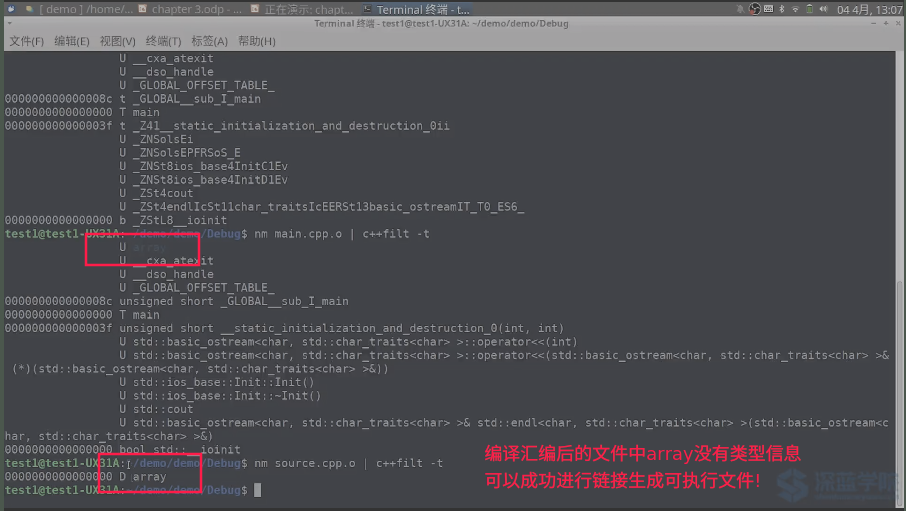 [ demo ] /home/... chapter 3.odp - ... 正在演示: chapt... Terminal 终端 - t... 04 4月, 13:07
Terminal 终端 - test1@test1-UX31A: ~/demo/demo/Debug
文件(F) 编辑(E) 视图(V) 终端(T) 标签(A) 帮助(H)
U __cxa_atexit
U __dso_handle
U _GLOBAL_OFFSET_TABLE_
000000000000008c t _GLOBAL__sub_I_main
0000000000000000 T main
000000000000003f t _Z41__static_initialization_and_destruction_0ii
U _ZNSolsEi
U _ZNSolsEPFRSoS_E
U _ZNSt8ios_base4InitC1Ev
U _ZNSt8ios_base4InitD1Ev
U _ZSt4cout
U _ZSt4endlIcSt11char_traitsIcEERSt13basic_ostreamIT_T0_ES6_
0000000000000000 b _ZStL8__ioinit
test1@test1-UX31A:~/demo/demo/Debug$ nm main.cpp.o | c++filt -t
U array
U __cxa_atexit
U __dso_handle
U _GLOBAL_OFFSET_TABLE_
000000000000008c unsigned short _GLOBAL__sub_I_main
0000000000000000 T main
000000000000003f unsigned short __static_initialization_and_destruction_0(int, int)
U std::basic_ostream<char, std::char_traits<char> >::operator<<(int)
U std::basic_ostream<char, std::char_traits<char> >::operator<<(std::basic_ostream<char, std::char_traits<char> >&
(*)(std::basic_ostream<char, std::char_traits<char> >&))
U std::ios_base::Init::Init()
U std::ios_base::Init::~Init()
U std::cout
U std::basic_ostream<char, std::char_traits<char> >& std::endl<char, std::char_traits<char> >(std::basic_ostream<c
har, std::char_traits<char> >&)
0000000000000000 bool std::__ioinit
test1@test1-UX31A:~/demo/demo/Debug$ nm source.cpp.o | c++filt -t
0000000000000000 D array
test1@test1-UX31A:~/demo/demo/Debug$
编译汇编后的文件中array没有类型信息
可以成功进行链接生成可执行文件!
深蓝学院